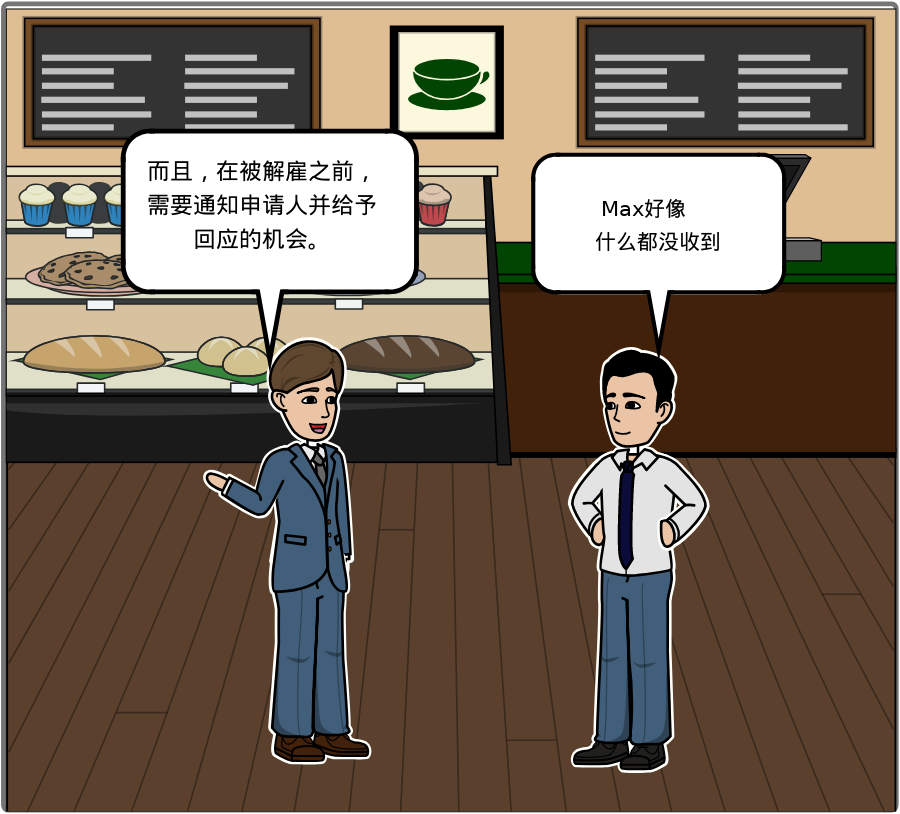 而且，在被解雇之前，
需要通知申请人并给予
回应的机会。
Max好像
什么都没收到